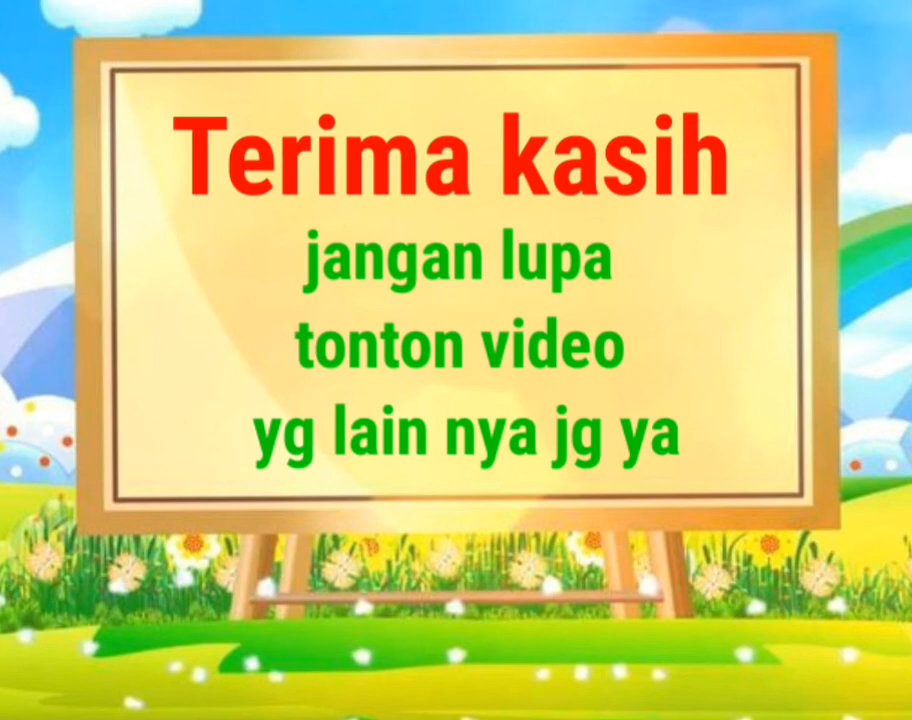 Terima kasih
jangan lupa
tonton video
yg lain nya jg ya